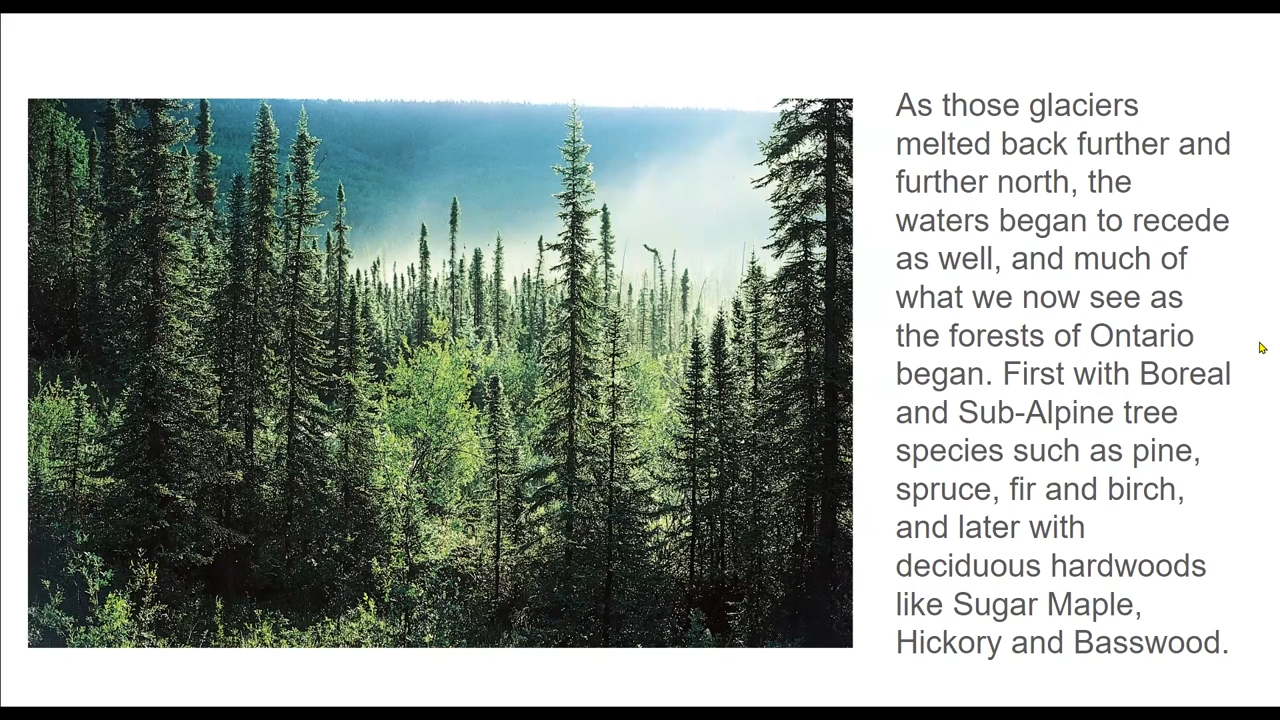 As those glaciers
melted back further and
further north, the
waters began to recede
as well, and much of
what we now see as
the forests of Ontario
began. First with Boreal
and Sub-Alpine tree
species such as pine,
spruce, fir and birch,
and later with
deciduous hardwoods
like Sugar Maple,
Hickory and Basswood.